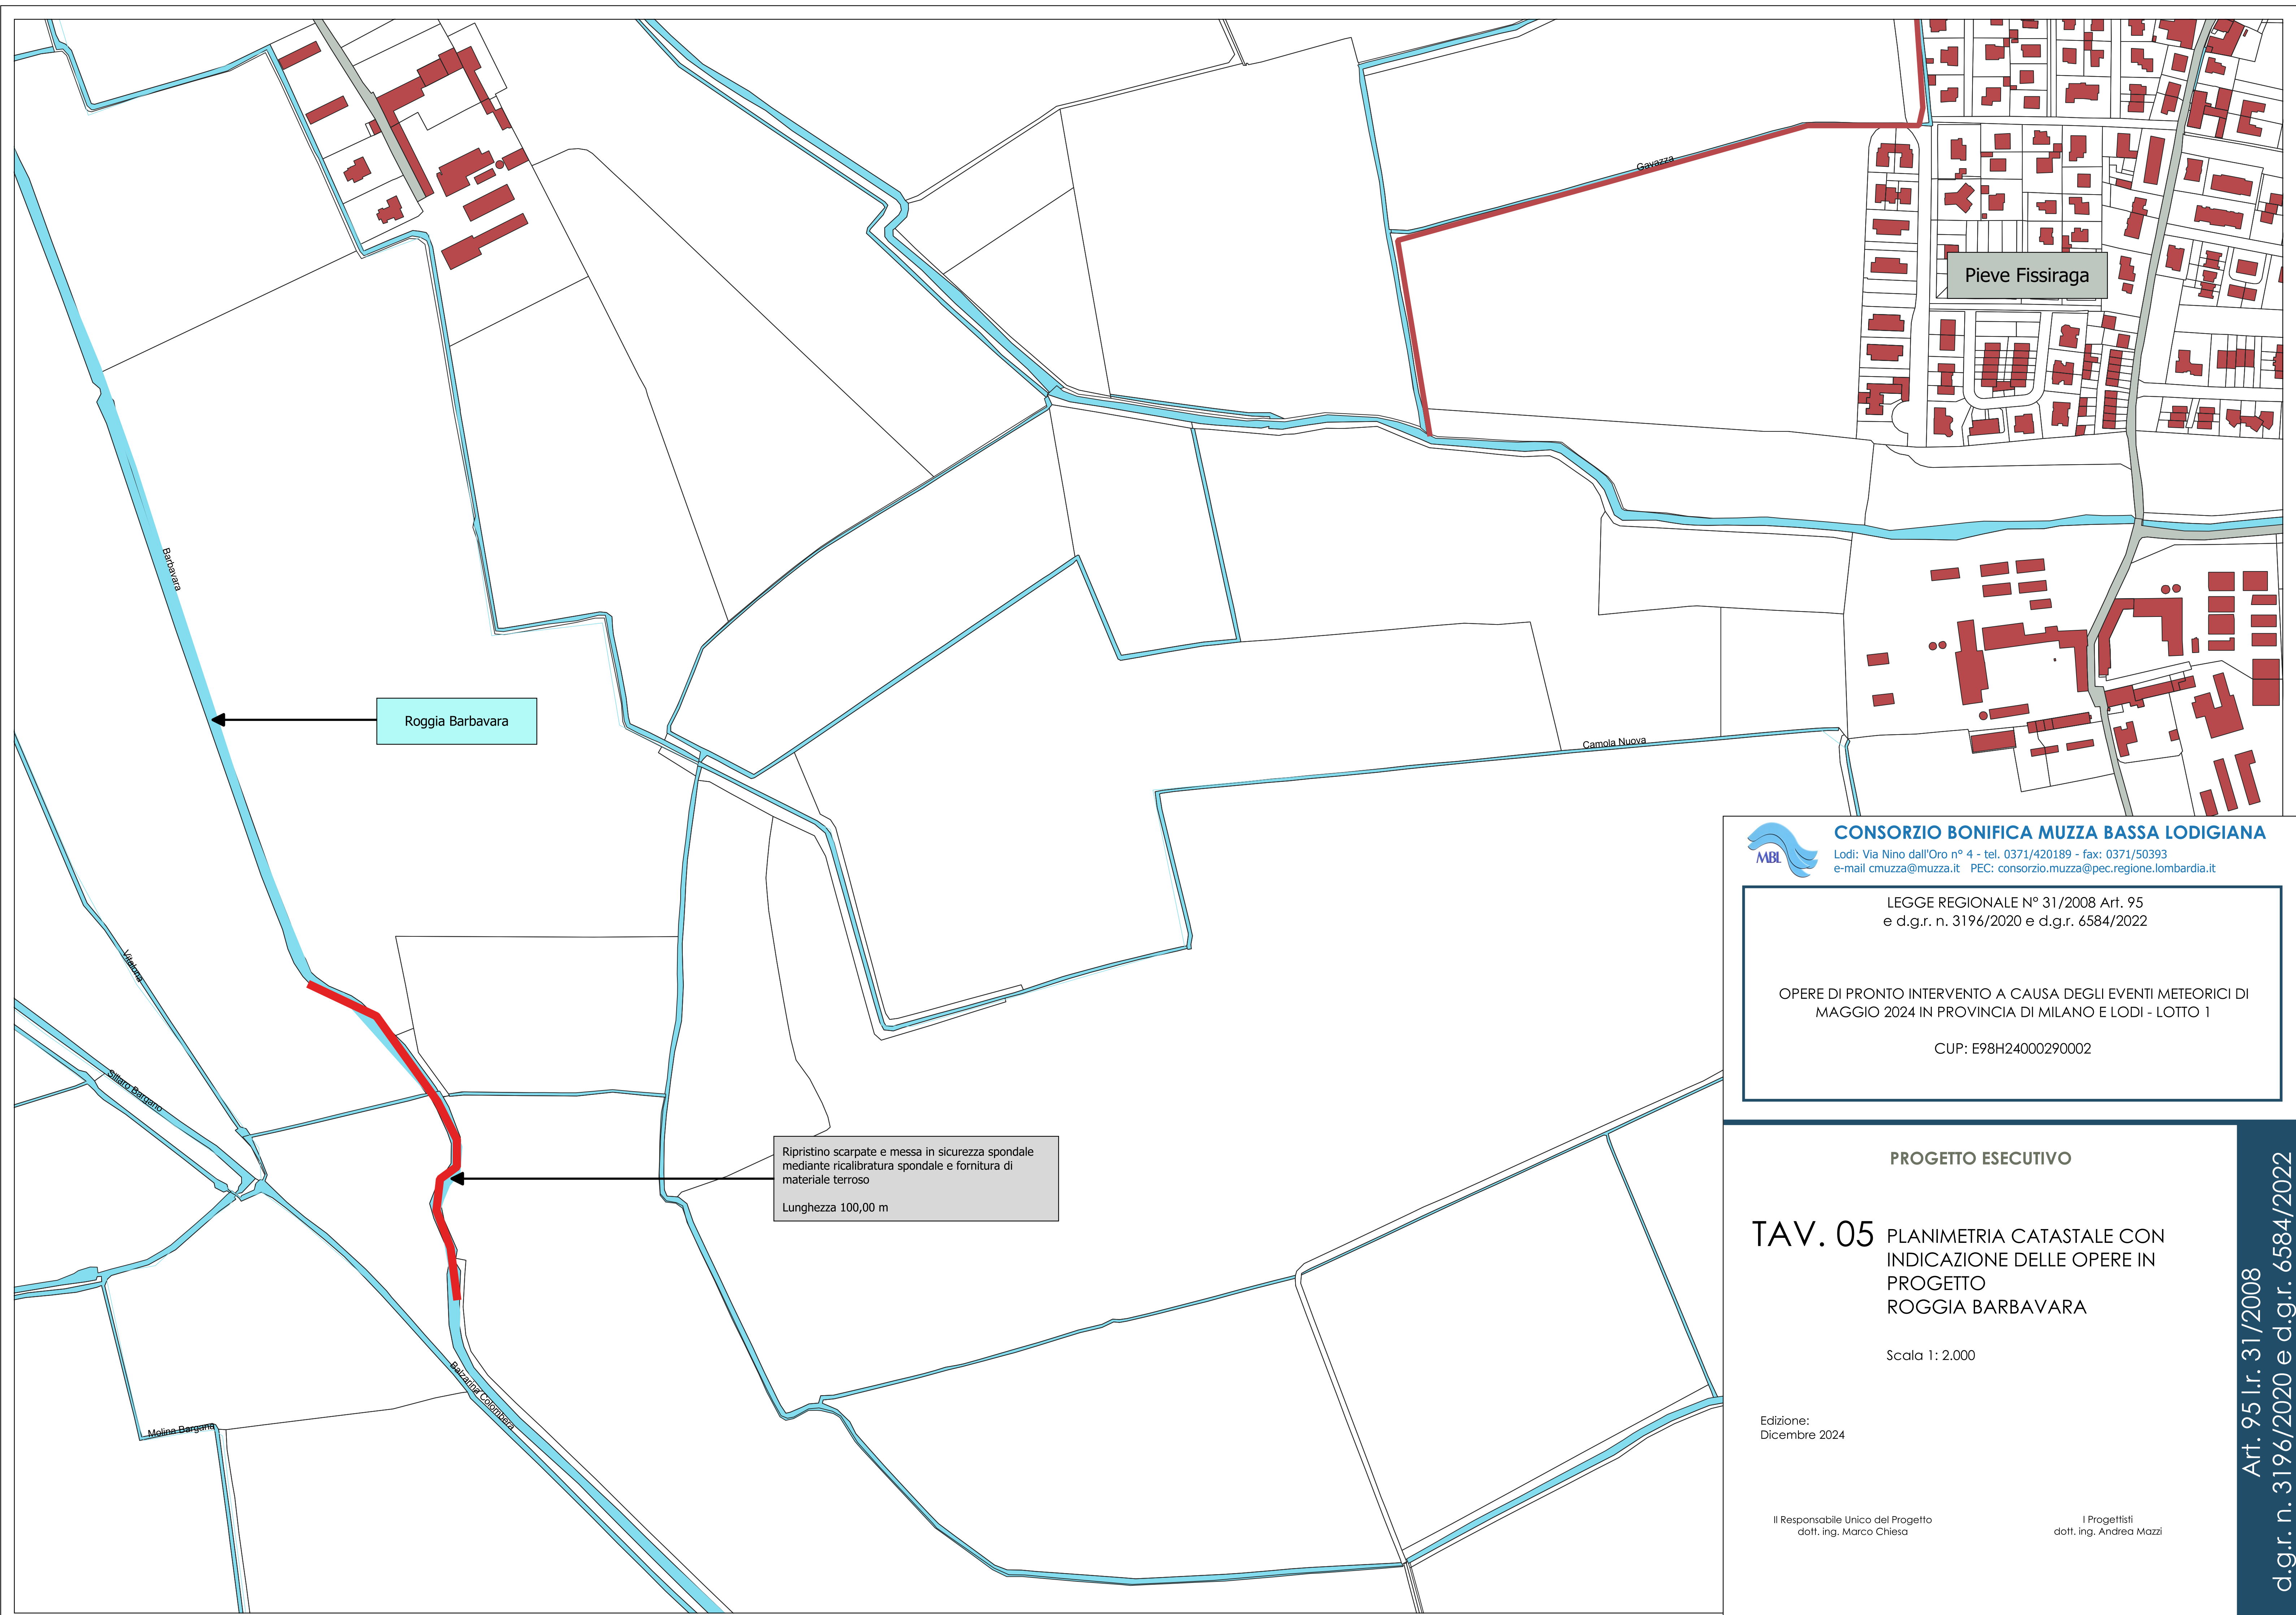 Gavazza
Pieve Fissiraga
Barbavara
Roggia Barbavara
Camola Nuova
Vitelona
Sillaro Bargano
Ripristino scarpate e messa in sicurezza spondale
mediante ricalibratura spondale e fornitura di
materiale terroso
Lunghezza 100,00 m
Balzarina Colombera
Molina Bargana
MBL
CONSORZIO BONIFICA MUZZA BASSA LODIGIANA
Lodi: Via Nino dall'Oro n° 4 - tel. 0371/420189 - fax: 0371/50393
e-mail cmuzza@muzza.it PEC: consorzio.muzza@pec.regione.lombardia.it
LEGGE REGIONALE N° 31/2008 Art. 95
e d.g.r. n. 3196/2020 e d.g.r. 6584/2022
OPERE DI PRONTO INTERVENTO A CAUSA DEGLI EVENTI METEORICI DI
MAGGIO 2024 IN PROVINCIA DI MILANO E LODI - LOTTO 1
CUP: E98H24000290002
PROGETTO ESECUTIVO
TAV. 05 PLANIMETRIA CATASTALE CON
INDICAZIONE DELLE OPERE IN
PROGETTO
ROGGIA BARBAVARA
Scala 1: 2.000
Edizione:
Dicembre 2024
Il Responsabile Unico del Progetto
dott. ing. Marco Chiesa
I Progettisti
dott. ing. Andrea Mazzi
Art. 95 l.r. 31/2008
d.g.r n. 3196/2020 e d.g.r. 6584/2022